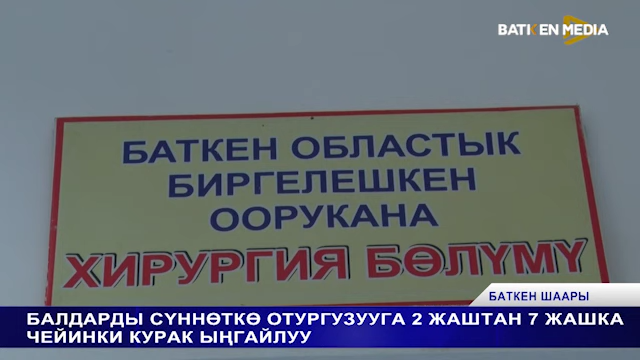 BATKEN MEDIA
БАТКЕН ОБЛАСТЫК
БИРГЕЛЕШКЕН
ООРУКАНА
ХИРУРГИЯ БӨЛҮМҮ
БАТКЕН ШААРЫ
БАЛДАРДЫ СҮННӨТКӨ ОТУРГУЗУУГА 2 ЖАШТАН 7 ЖАШКА
ЧЕЙИНКИ КУРАК ЫҢГАЙЛУУ